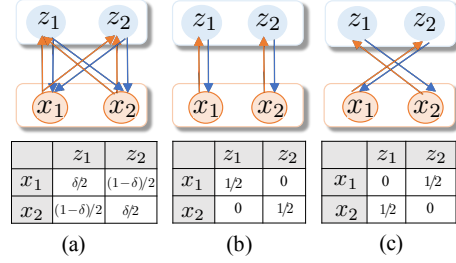 z₁ z₂ z₁ z₂ z₁ z₂
x₁ x₂ x₁ x₂ x₁ x₂
z₁ z₂ z₁ z₂ z₁ z₂
x₁ δ/2 (1−δ)/2 x₁ 1/2 0 x₁ 0 1/2
x₂ (1−δ)/2 δ/2 x₂ 0 1/2 x₂ 1/2 0
(a) (b) (c)